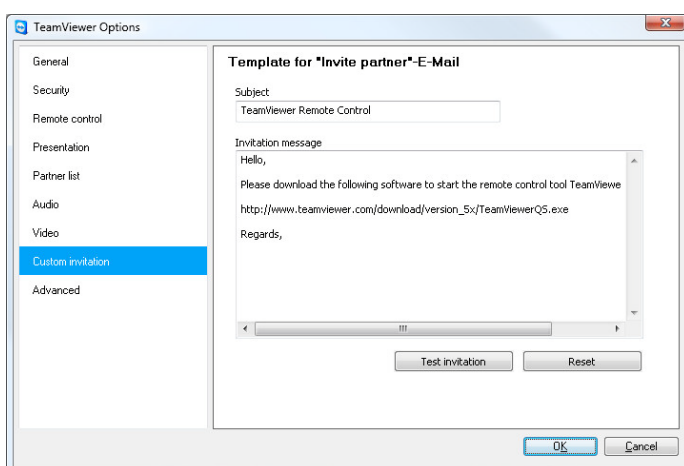 TeamViewer Options
General
Security
Remote control
Presentation
Partner list
Audio
Video
Custom invitation
Advanced
Template for "Invite partner"-E-Mail
Subject
TeamViewer Remote Control
Invitation message
Hello,
Please download the following software to start the remote control tool TeamViewe
http://www.teamviewer.com/download/version_5x/TeamViewerQS.exe
Regards,
Test invitation
Reset
OK
Cancel